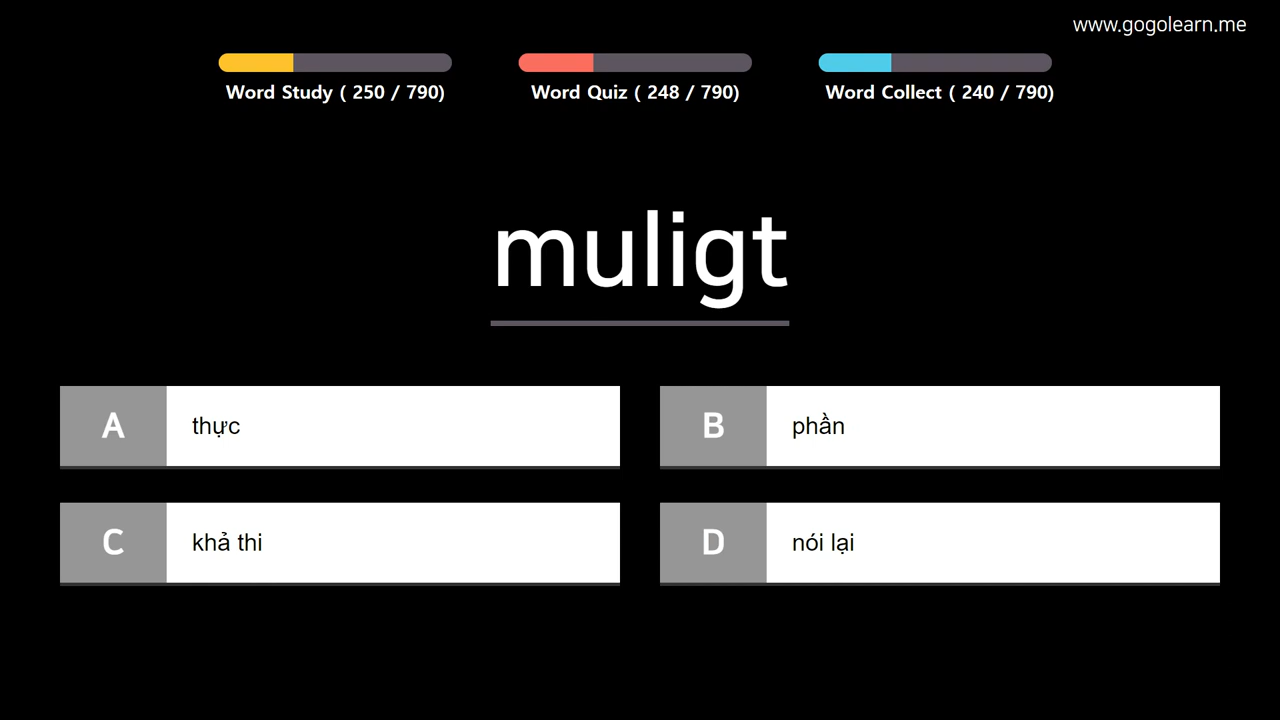 www.gogolearn.me
Word Study ( 250 / 790)
Word Quiz ( 248 / 790)
Word Collect ( 240 / 790)
muligt
A thực
B phần
C khả thi
D nói lại